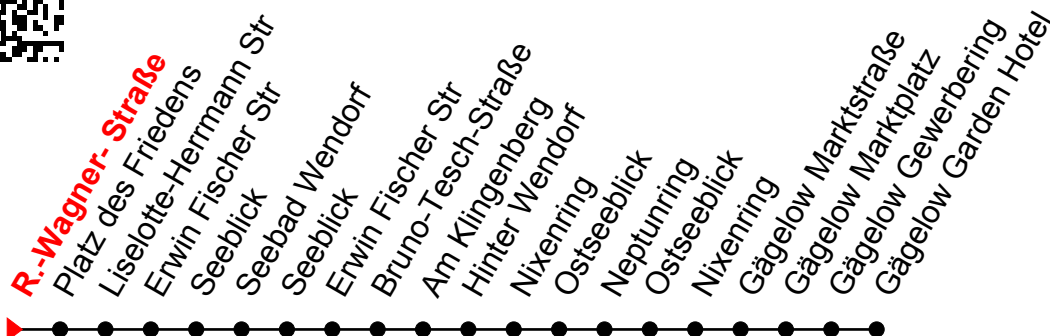 R.-Wagner- Straße
Platz des Friedens
Liselotte-Herrmann Str
Erwin Fischer Str
Seeblick
Seebad Wendorf
Seeblick
Erwin Fischer Str
Bruno-Tesch-Straße
Am Klingenberg
Hinter Wendorf
Nixenring
Ostseeblick
Neptunring
Ostseeblick
Nixenring
Gägelow Marktstraße
Gägelow Marktplatz
Gägelow Gewerbering
Gägelow Garden Hotel